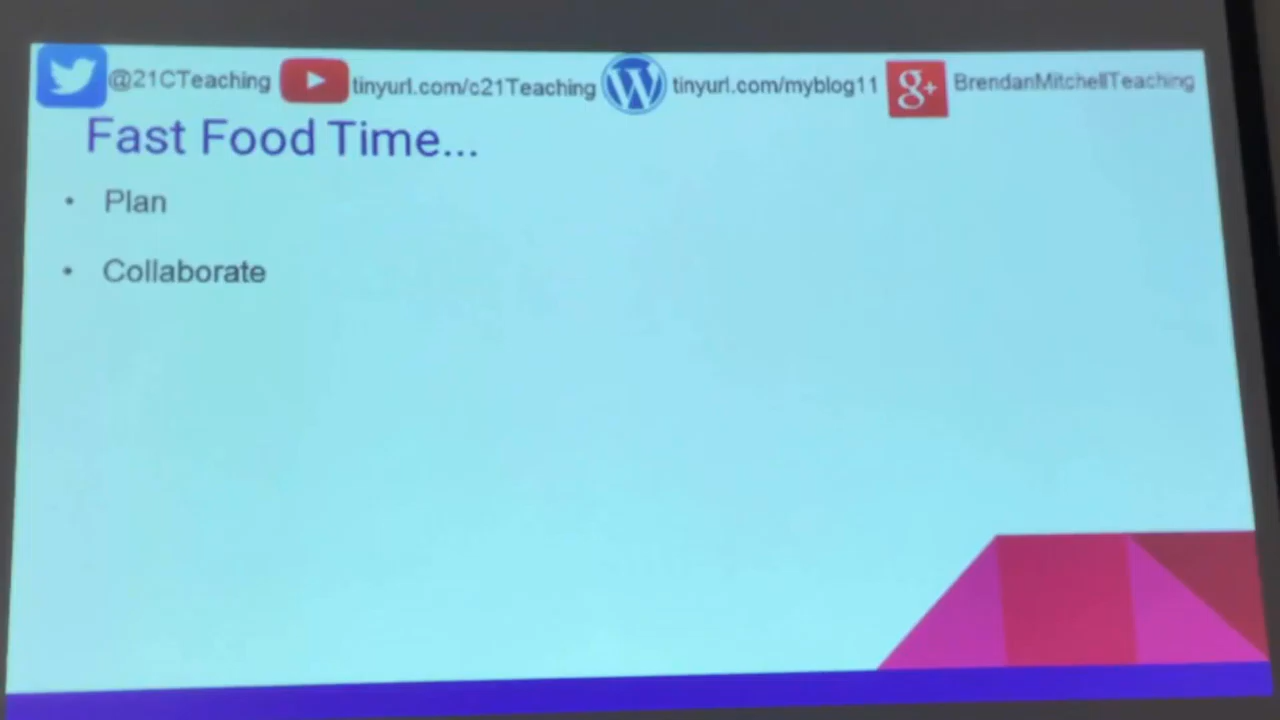 @21CTeaching tinyurl.com/c21Teaching tinyurl.com/myblog11 g+ BrendanMitchellTeaching
Fast Food Time...
• Plan
• Collaborate